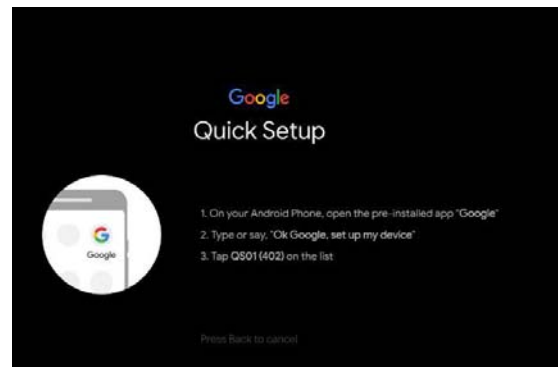 Google
Quick Setup
1. On your Android Phone, open the pre-installed app "Google"
2. Type or say, "Ok Google, set up my device"
3. Tap QS01 (402) on the list
G
Google
Press Back to cancel